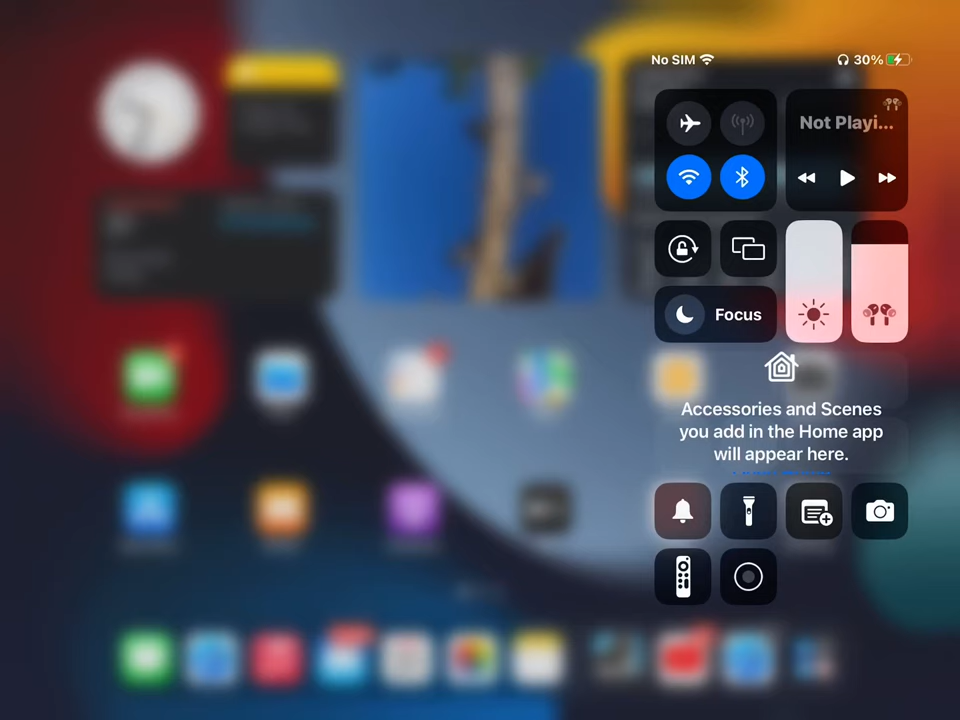 No SIM
30%
Not Playi...
Focus
Accessories and Scenes
you add in the Home app
will appear here.